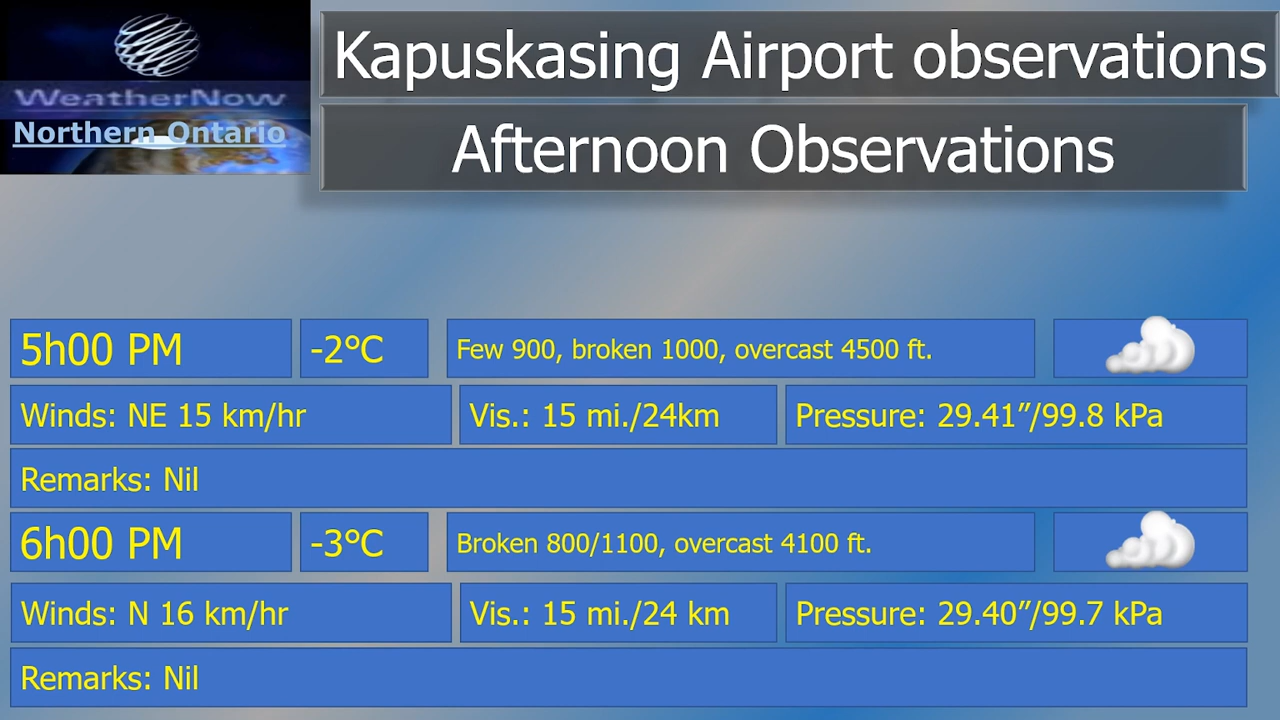 WeatherNow
Northern Ontario
Kapuskasing Airport observations
Afternoon Observations
5h00 PM
-2°C
Few 900, broken 1000, overcast 4500 ft.
Winds: NE 15 km/hr
Vis.: 15 mi./24km
Pressure: 29.41”/99.8 kPa
Remarks: Nil
6h00 PM
-3°C
Broken 800/1100, overcast 4100 ft.
Winds: N 16 km/hr
Vis.: 15 mi./24 km
Pressure: 29.40”/99.7 kPa
Remarks: Nil